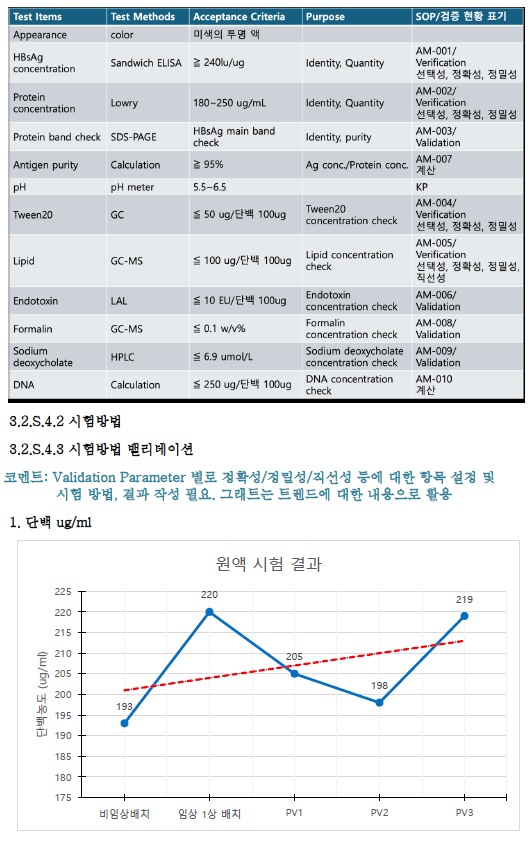 Test Items Test Methods Acceptance Criteria Purpose SOP/검증 현황 표기
Appearance color 미색의 투명 액
HBsAg concentration Sandwich ELISA ≧ 240Iu/ug Identity, Quantity AM-001/ Verification 선택성, 정확성, 정밀성
Protein concentration Lowry 180~250 ug/mL Identity, Quantity AM-002/ Verification 선택성, 정확성, 정밀성
Protein band check SDS-PAGE HBsAg main band check Identity, purity AM-003/ Validation
Antigen purity Calculation ≧ 95% Ag conc./Protein conc. AM-007 계산
pH pH meter 5.5~6.5 KP
Tween20 GC ≦ 50 ug/단백 100ug Tween20 concentration check AM-004/ Verification 선택성, 정확성, 정밀성
Lipid GC-MS ≦ 100 ug/단백 100ug Lipid concentration check AM-005/ Verification 선택성, 정확성, 정밀성, 직선성
Endotoxin LAL ≦ 10 EU/단백 100ug Endotoxin concentration check AM-006/ Validation
Formalin GC-MS ≦ 0.1 w/v% Formalin concentration check AM-008/ Validation
Sodium deoxycholate HPLC ≦ 6.9 umol/L Sodium deoxycholate concentration check AM-009/ Validation
DNA Calculation ≦ 250 ug/단백 100ug DNA concentration check AM-010 계산
3.2.S.4.2 시험방법
3.2.S.4.3 시험방법 밸리데이션
코멘트: Validation Parameter 별로 정확성/정밀성/직선성 등에 대한 항목 설정 및
시험 방법, 결과 작성 필요. 그래트는 트렌드에 대한 내용으로 활용
1. 단백 ug/ml
원액 시험 결과
단백농도 (ug/ml)
225
220
215
210
205
200
195
190
185
180
175
193
220
205
198
219
비임상배치 임상 1상 배치 PV1 PV2 PV3